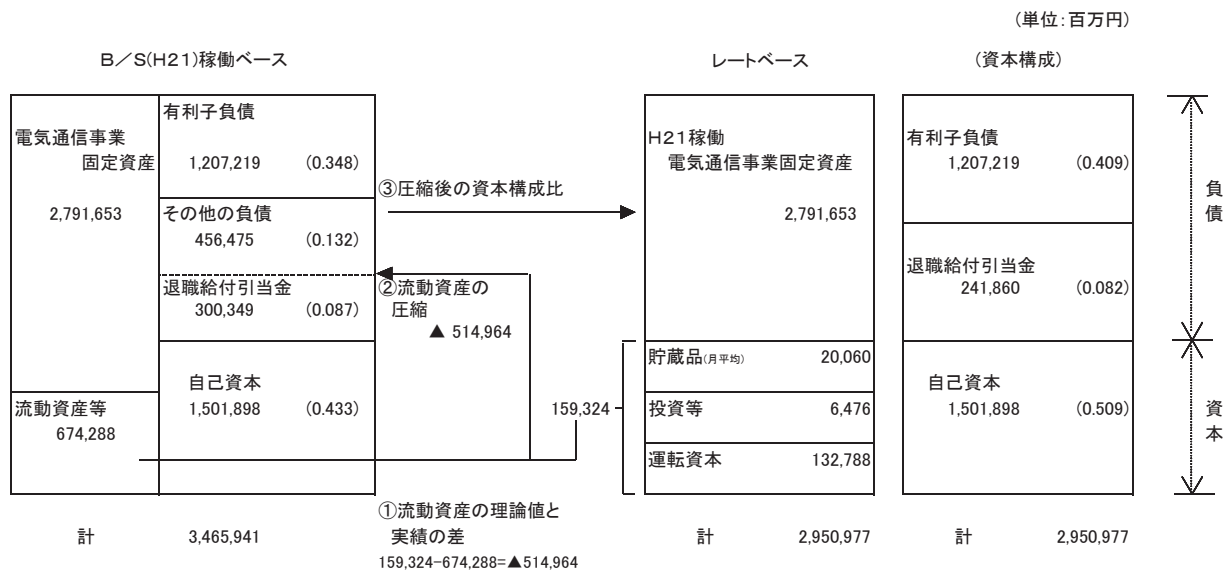 (単位:百万円)
B/S(H21)稼働ベース
レートベース
(資本構成)
電気通信事業
固定資産
2,791,653
有利子負債
1,207,219 (0.348)
その他の負債
456,475 (0.132)
退職給付引当金
300,349 (0.087)
自己資本
1,501,898 (0.433)
流動資産等
674,288
計 3,465,941
③圧縮後の資本構成比
②流動資産の
圧縮
▲ 514,964
①流動資産の理論値と
実績の差
159,324-674,288=▲514,964
159,324
H21稼働
電気通信事業固定資産
2,791,653
貯蔵品(月平均) 20,060
投資等 6,476
運転資本 132,788
計 2,950,977
有利子負債
1,207,219 (0.409)
退職給付引当金
241,860 (0.082)
自己資本
1,501,898 (0.509)
計 2,950,977
負債
資本